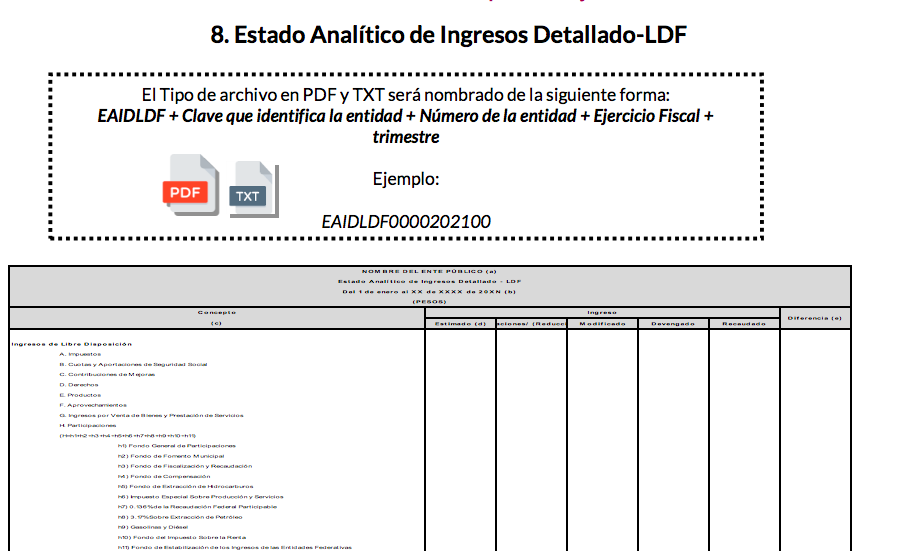 8. Estado Analítico de Ingresos Detallado-LDF
El Tipo de archivo en PDF y TXT será nombrado de la siguiente forma:
EAIDLDF + Clave que identifica la entidad + Número de la entidad + Ejercicio Fiscal +
trimestre
PDF
TXT
Ejemplo:
EAIDLDF0000202100
NOMBRE DEL ENTE PÚBLICO (a)
Estado Analítico de Ingresos Detallado - LDF
Del 1 de enero al XX de XXXX de 20XN (b)
(PESOS)
Concepto
(c)
Ingreso
Estimado (d)
ciones/ (Reducc
Modificado
Devengado
Recaudado
Diferencia (e)
Ingresos de Libre Disposición
A. Impuestos
B. Cuotas y Aportaciones de Seguridad Social
C. Contribuciones de Mejoras
D. Derechos
E. Productos
F. Aprovechamientos
G. Ingresos por Venta de Bienes y Prestación de Servicios
H. Participaciones
(H=h1+h2+h3+h4+h5+h6+h7+h8+h9+h10+h11)
h1) Fondo General de Participaciones
h2) Fondo de Fomento Municipal
h3) Fondo de Fiscalización y Recaudación
h4) Fondo de Compensación
h5) Fondo de Extracción de Hidrocarburos
h6) Impuesto Especial Sobre Producción y Servicios
h7) 0.136% de la Recaudación Federal Participable
h8) 3.17% Sobre Extracción de Petróleo
h9) Gasolinas y Diésel
h10) Fondo del Impuesto Sobre la Renta
h11) Fondo de Estabilización de los Ingresos de las Entidades Federativas